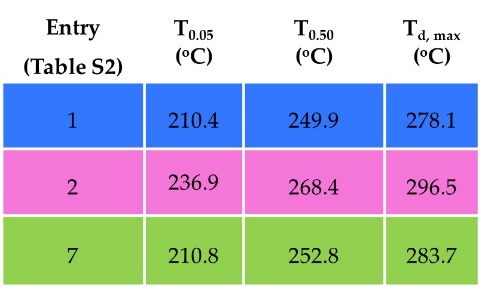 Entry (Table S2) T0.05 (ºC) T0.50 (ºC) Td, max (ºC)
1 210.4 249.9 278.1
2 236.9 268.4 296.5
7 210.8 252.8 283.7